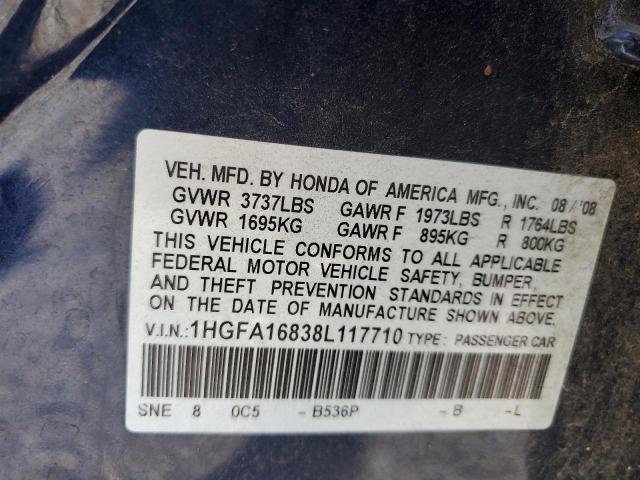 VEH. MFD. BY HONDA OF AMERICA MFG., INC. 08/'08
GVWR 3737LBS GAWR F 1973LBS R 1764LBS
GVWR 1695KG GAWR F 895KG R 800KG
THIS VEHICLE CONFORMS TO ALL APPLICABLE
FEDERAL MOTOR VEHICLE SAFETY, BUMPER,
AND THEFT PREVENTION STANDARDS IN EFFECT
ON THE DATE OF MANUFACTURE SHOWN ABOVE.
V.I.N.:1HGFA16838L117710 TYPE: PASSENGER CAR
SNE 8 0C5 -B536P -B -L